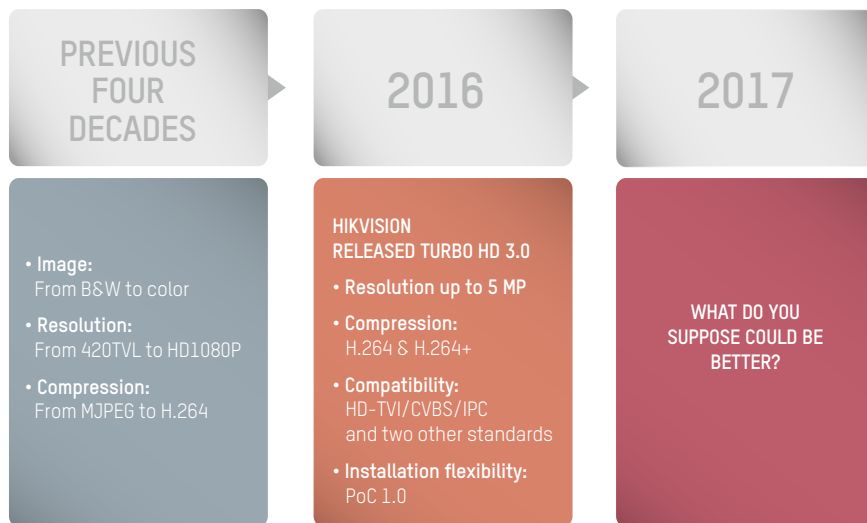 PREVIOUS
FOUR
DECADES
2016
2017
• Image:
From B&W to color
• Resolution:
From 420TVL to HD1080P
• Compression:
From MJPEG to H.264
HIKVISION
RELEASED TURBO HD 3.0
• Resolution up to 5 MP
• Compression:
H.264 & H.264+
• Compatibility:
HD-TVI/CVBS/IPC
and two other standards
• Installation flexibility:
PoC 1.0
WHAT DO YOU
SUPPOSE COULD BE
BETTER?